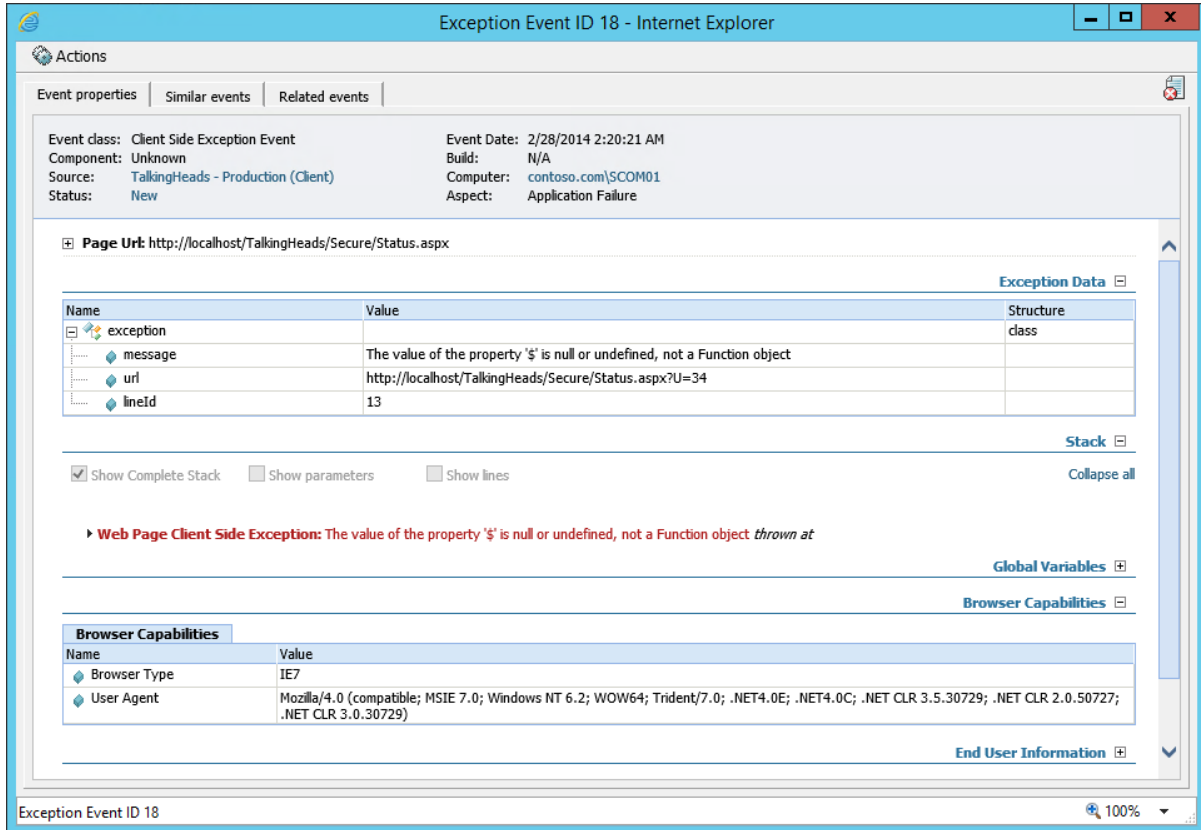 Exception Event ID 18 - Internet Explorer
Actions
Event properties Similar events Related events
Event class: Client Side Exception Event Event Date: 2/28/2014 2:20:21 AM
Component: Unknown Build: N/A
Source: TalkingHeads - Production (Client) Computer: contoso.com\SCOM01
Status: New Aspect: Application Failure
Page Url: http://localhost/TalkingHeads/Secure/Status.aspx
Exception Data
Name Value Structure
exception class
message The value of the property '$' is null or undefined, not a Function object
url http://localhost/TalkingHeads/Secure/Status.aspx?U=34
lineId 13
Stack
Show Complete Stack Show parameters Show lines Collapse all
Web Page Client Side Exception: The value of the property '$' is null or undefined, not a Function object thrown at
Global Variables
Browser Capabilities
Browser Capabilities
Name Value
Browser Type IE7
User Agent Mozilla/4.0 (compatible; MSIE 7.0; Windows NT 6.2; WOW64; Trident/7.0; .NET4.0E; .NET4.0C; .NET CLR 3.5.30729; .NET CLR 2.0.50727;
.NET CLR 3.0.30729)
End User Information
Exception Event ID 18 100%